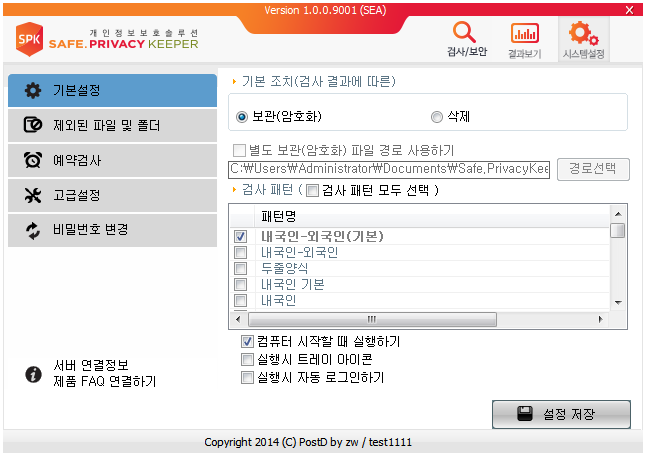 Version 1.0.0.9001 (SEA)
SPK
개인정보보호솔루션
SAFE.PRIVACY KEEPER
검사/보안
결과보기
시스템설정
기본설정
제외된 파일 및 폴더
예약검사
고급설정
비밀번호 변경
서버 연결정보
제품 FAQ 연결하기
기본 조치(검사 결과에 따른)
보관(암호화)
삭제
별도 보관(암호화) 파일 경로 사용하기
C:₩Users₩Administrator₩Documents₩Safe,PrivacyKee
경로선택
검사 패턴 ( 검사 패턴 모두 선택 )
패턴명
내국인-외국인(기본)
내국인-외국인
두줄양식
내국인 기본
내국인
컴퓨터 시작할 때 실행하기
실행시 트레이 아이콘
실행시 자동 로그인하기
설정 저장
Copyright 2014 (C) PostD by zw / test1111